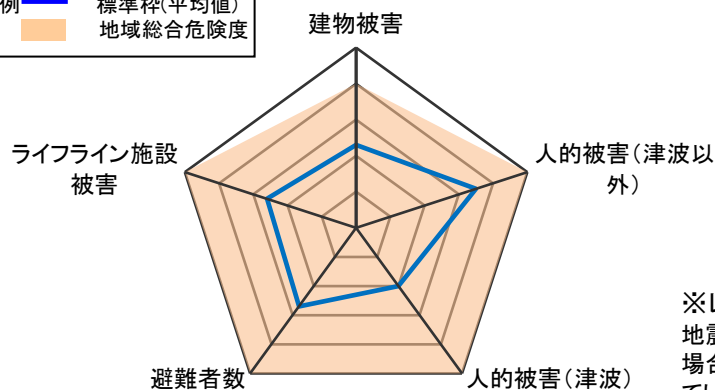 例 標準枠(平均値)
地域総合危険度
建物被害
ライフライン施設
被害
人的被害(津波以
外)
避難者数
人的被害(津波)
地震
場合